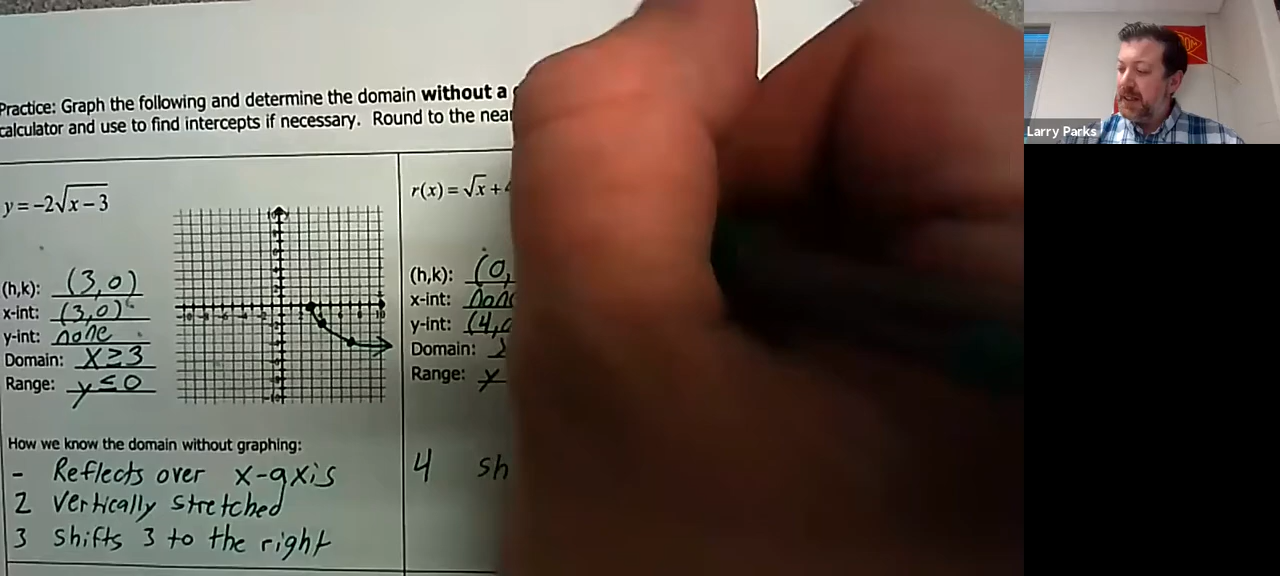 Practice: Graph the following and determine the domain without a
calculator and use to find intercepts if necessary. Round to the
y = -2√x - 3
(h,k): (3,0)
x-int: (3,0)
y-int: none
Domain: x ≥ 3
Range: y ≤ 0
How we know the domain without graphing:
- Reflects over x-axis
2 vertically stretched
3 shifts 3 to the right
r(x) = √x +
(h,k): (0,
x-int:
y-int: (4,
Domain:
Range: y
4
Larry Parks